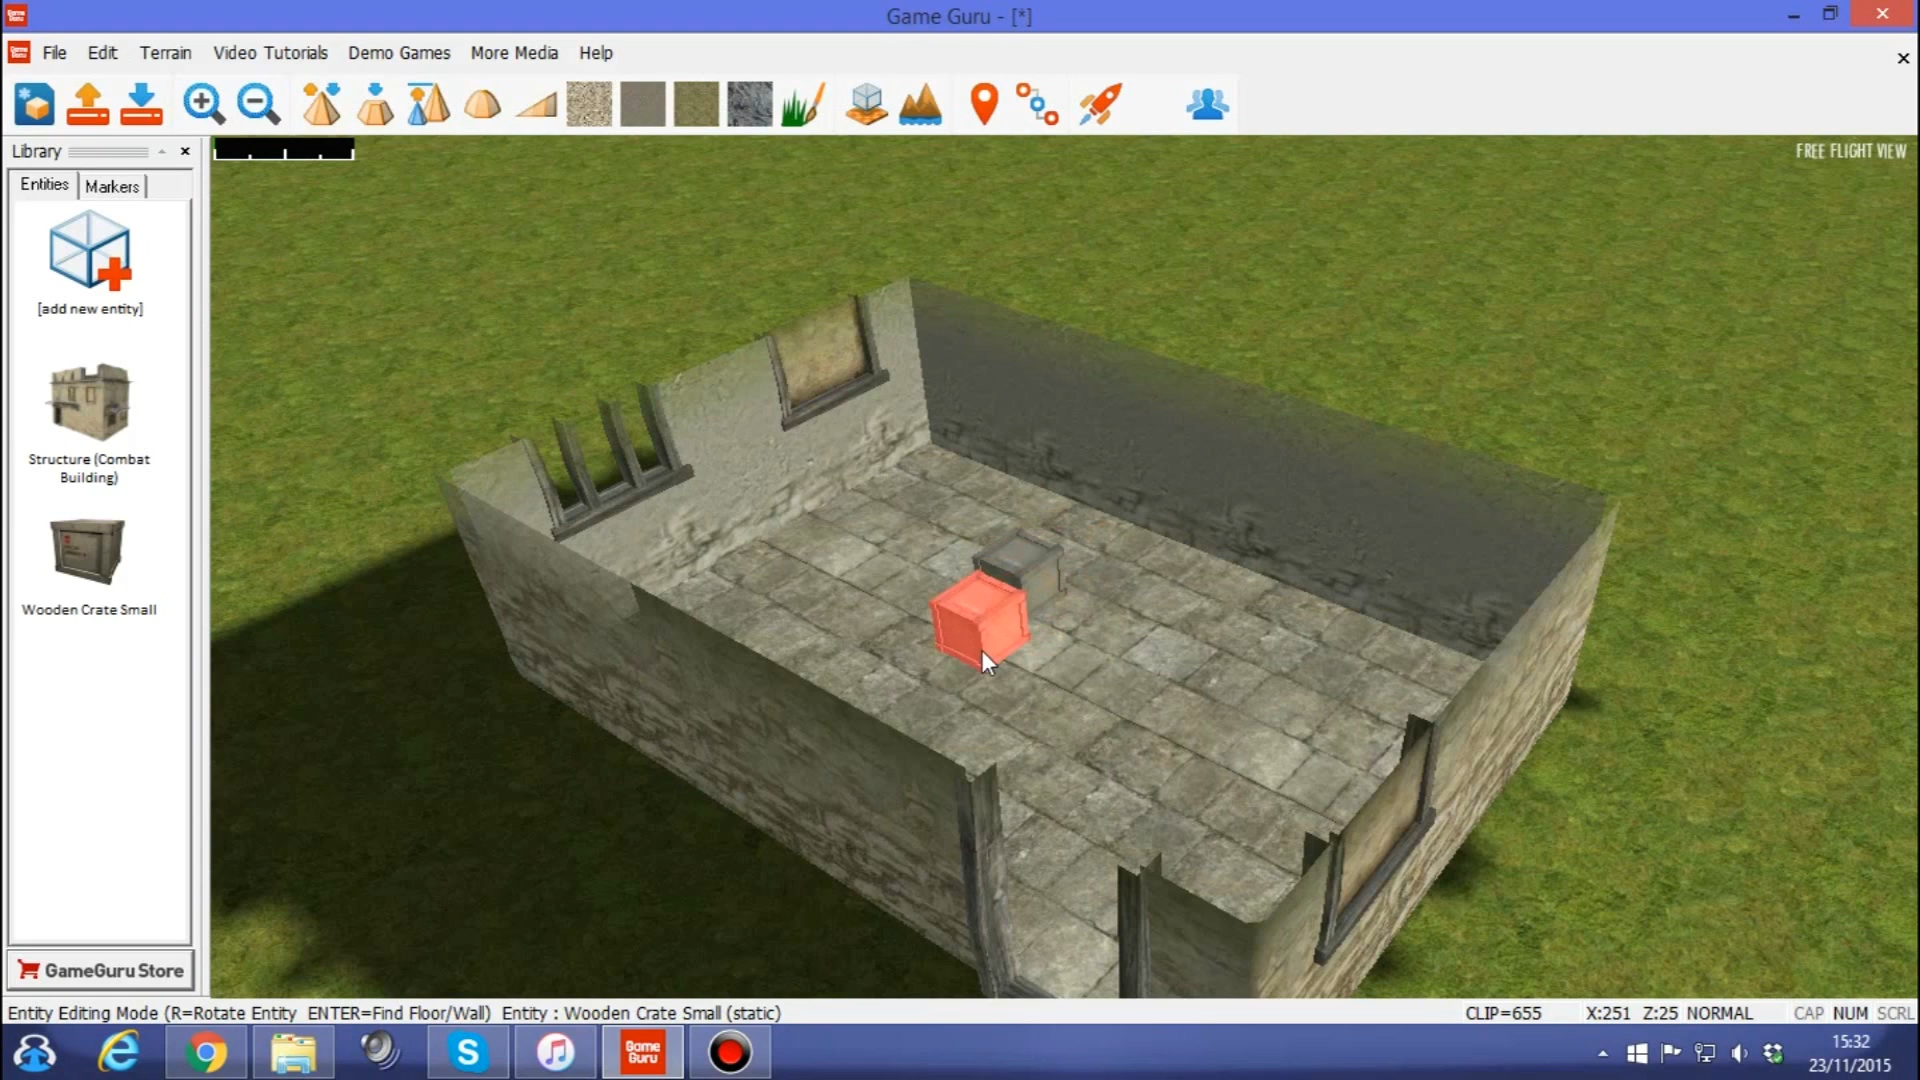 Game Guru - [*]
File Edit Terrain Video Tutorials Demo Games More Media Help
Library
FREE FLIGHT VIEW
Entities Markers
[add new entity]
Structure (Combat
Building)
Wooden Crate Small
GameGuru Store
Entity Editing Mode (R=Rotate Entity ENTER=Find Floor/Wall) Entity : Wooden Crate Small (static) CLIP=655 X:251 Z:25 NORMAL CAP NUM SCRL
Game
Guru
15:32
23/11/2015